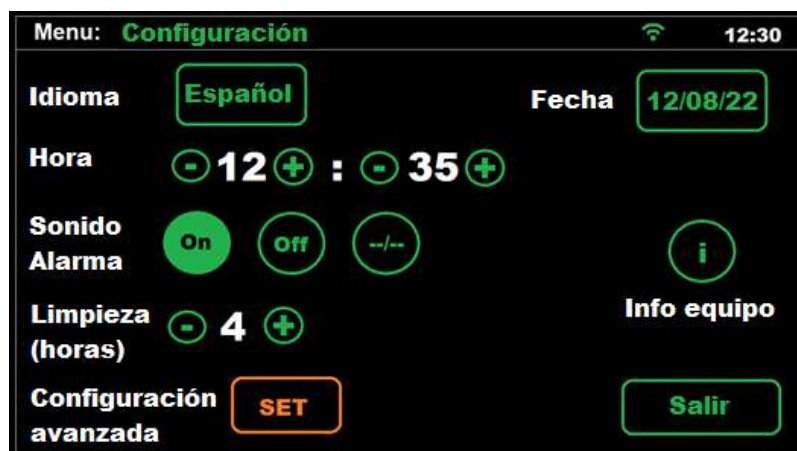 Menu: Configuración 12:30
Idioma Español Fecha 12/08/22
Hora - 12 + : - 35 +
Sonido
Alarma On Off --/-- i
Limpieza
(horas) - 4 + Info equipo
Configuración
avanzada SET Salir